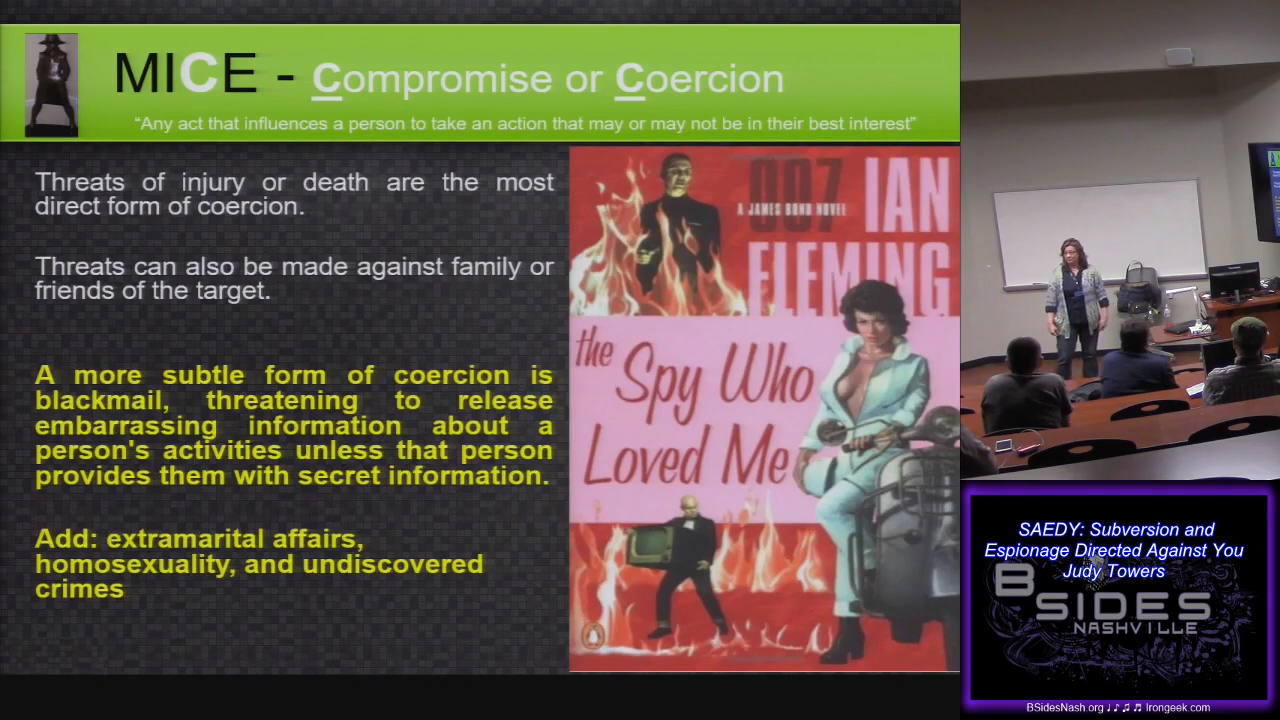 MICE - Compromise or Coercion
“Any act that influences a person to take an action that may or may not be in their best interest”
Threats of injury or death are the most
direct form of coercion.
Threats can also be made against family or
friends of the target.
A more subtle form of coercion is
blackmail, threatening to release
embarrassing information about a
person's activities unless that person
provides them with secret information.
Add: extramarital affairs,
homosexuality, and undiscovered
crimes
007
A JAMES BOND NOVEL
IAN
FLEMING
the
Spy Who
Loved Me
SAEDY: Subversion and
Espionage Directed Against You
Judy Towers
BSIDES
NASHVILLE
BSidesNash.org ♩ ♪ ♫ ♬ Irongeek.com